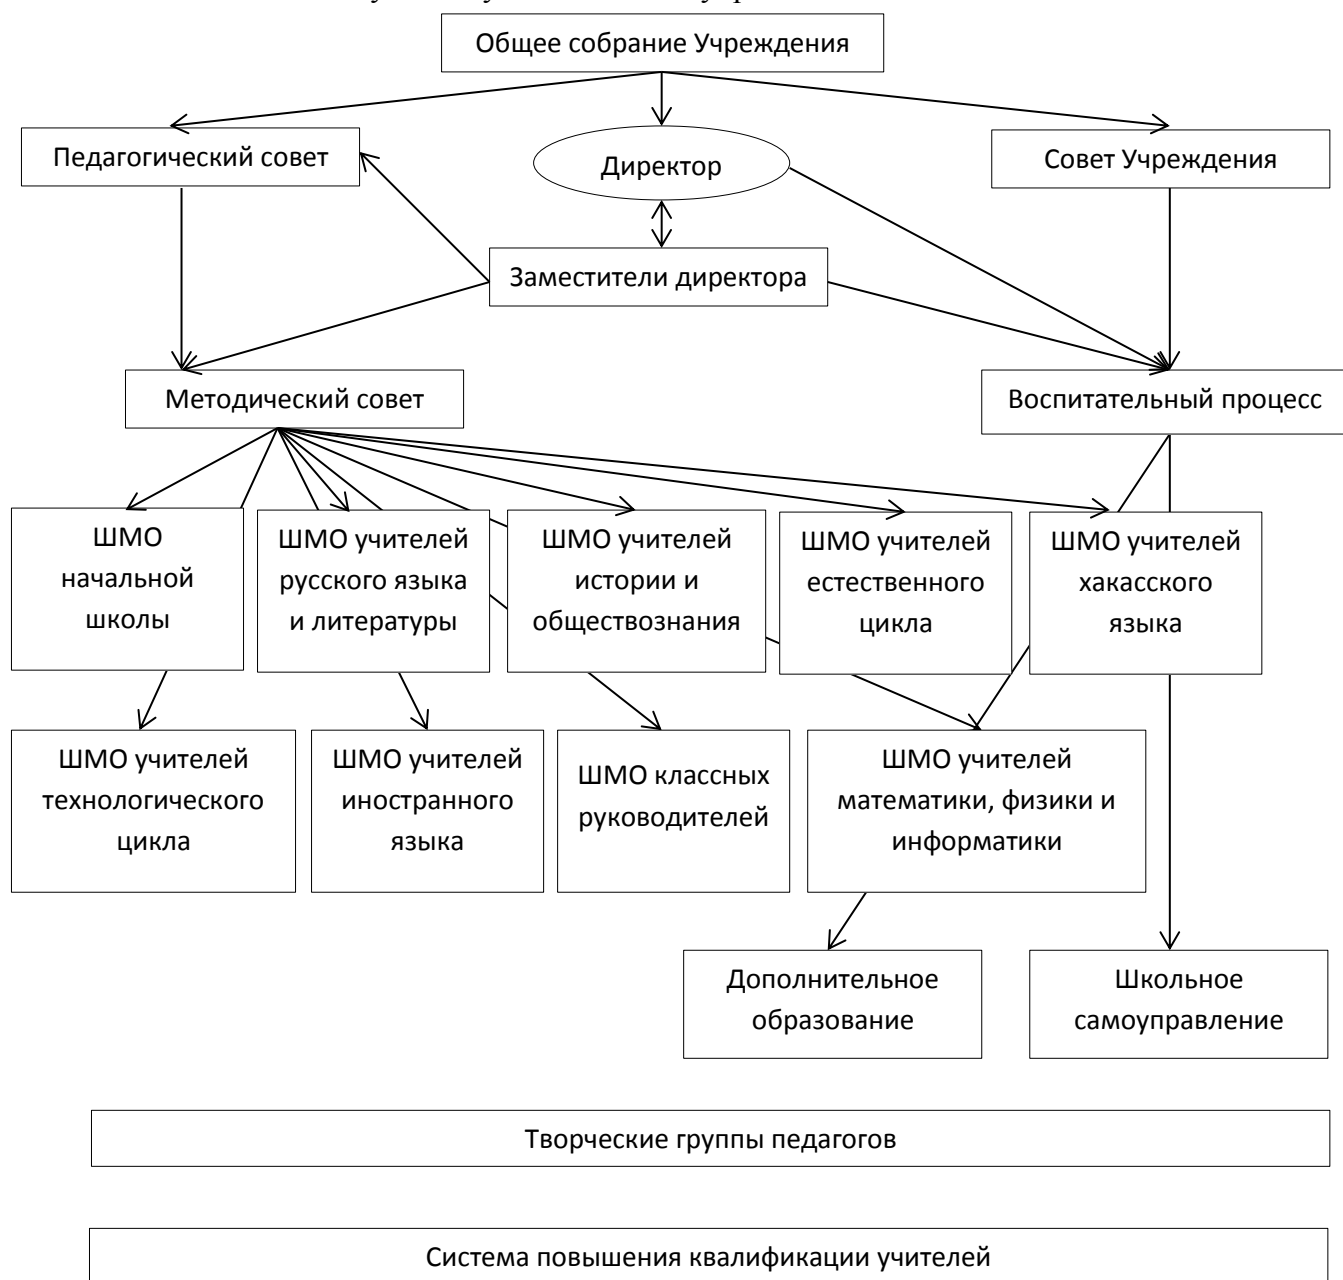 Общее собрание Учреждения
Педагогический совет
Директор
Совет Учреждения
Заместители директора
Методический совет
Воспитательный процесс
ШМО
начальной
школы
ШМО учителей
русского языка
и литературы
ШМО учителей
истории и
обществознания
ШМО учителей
естественного
цикла
ШМО учителей
хакасского
языка
ШМО учителей
технологического
цикла
ШМО учителей
иностранного
языка
ШМО классных
руководителей
ШМО учителей
математики, физики и
информатики
Дополнительное
образование
Школьное
самоуправление
Творческие группы педагогов
Система повышения квалификации учителей